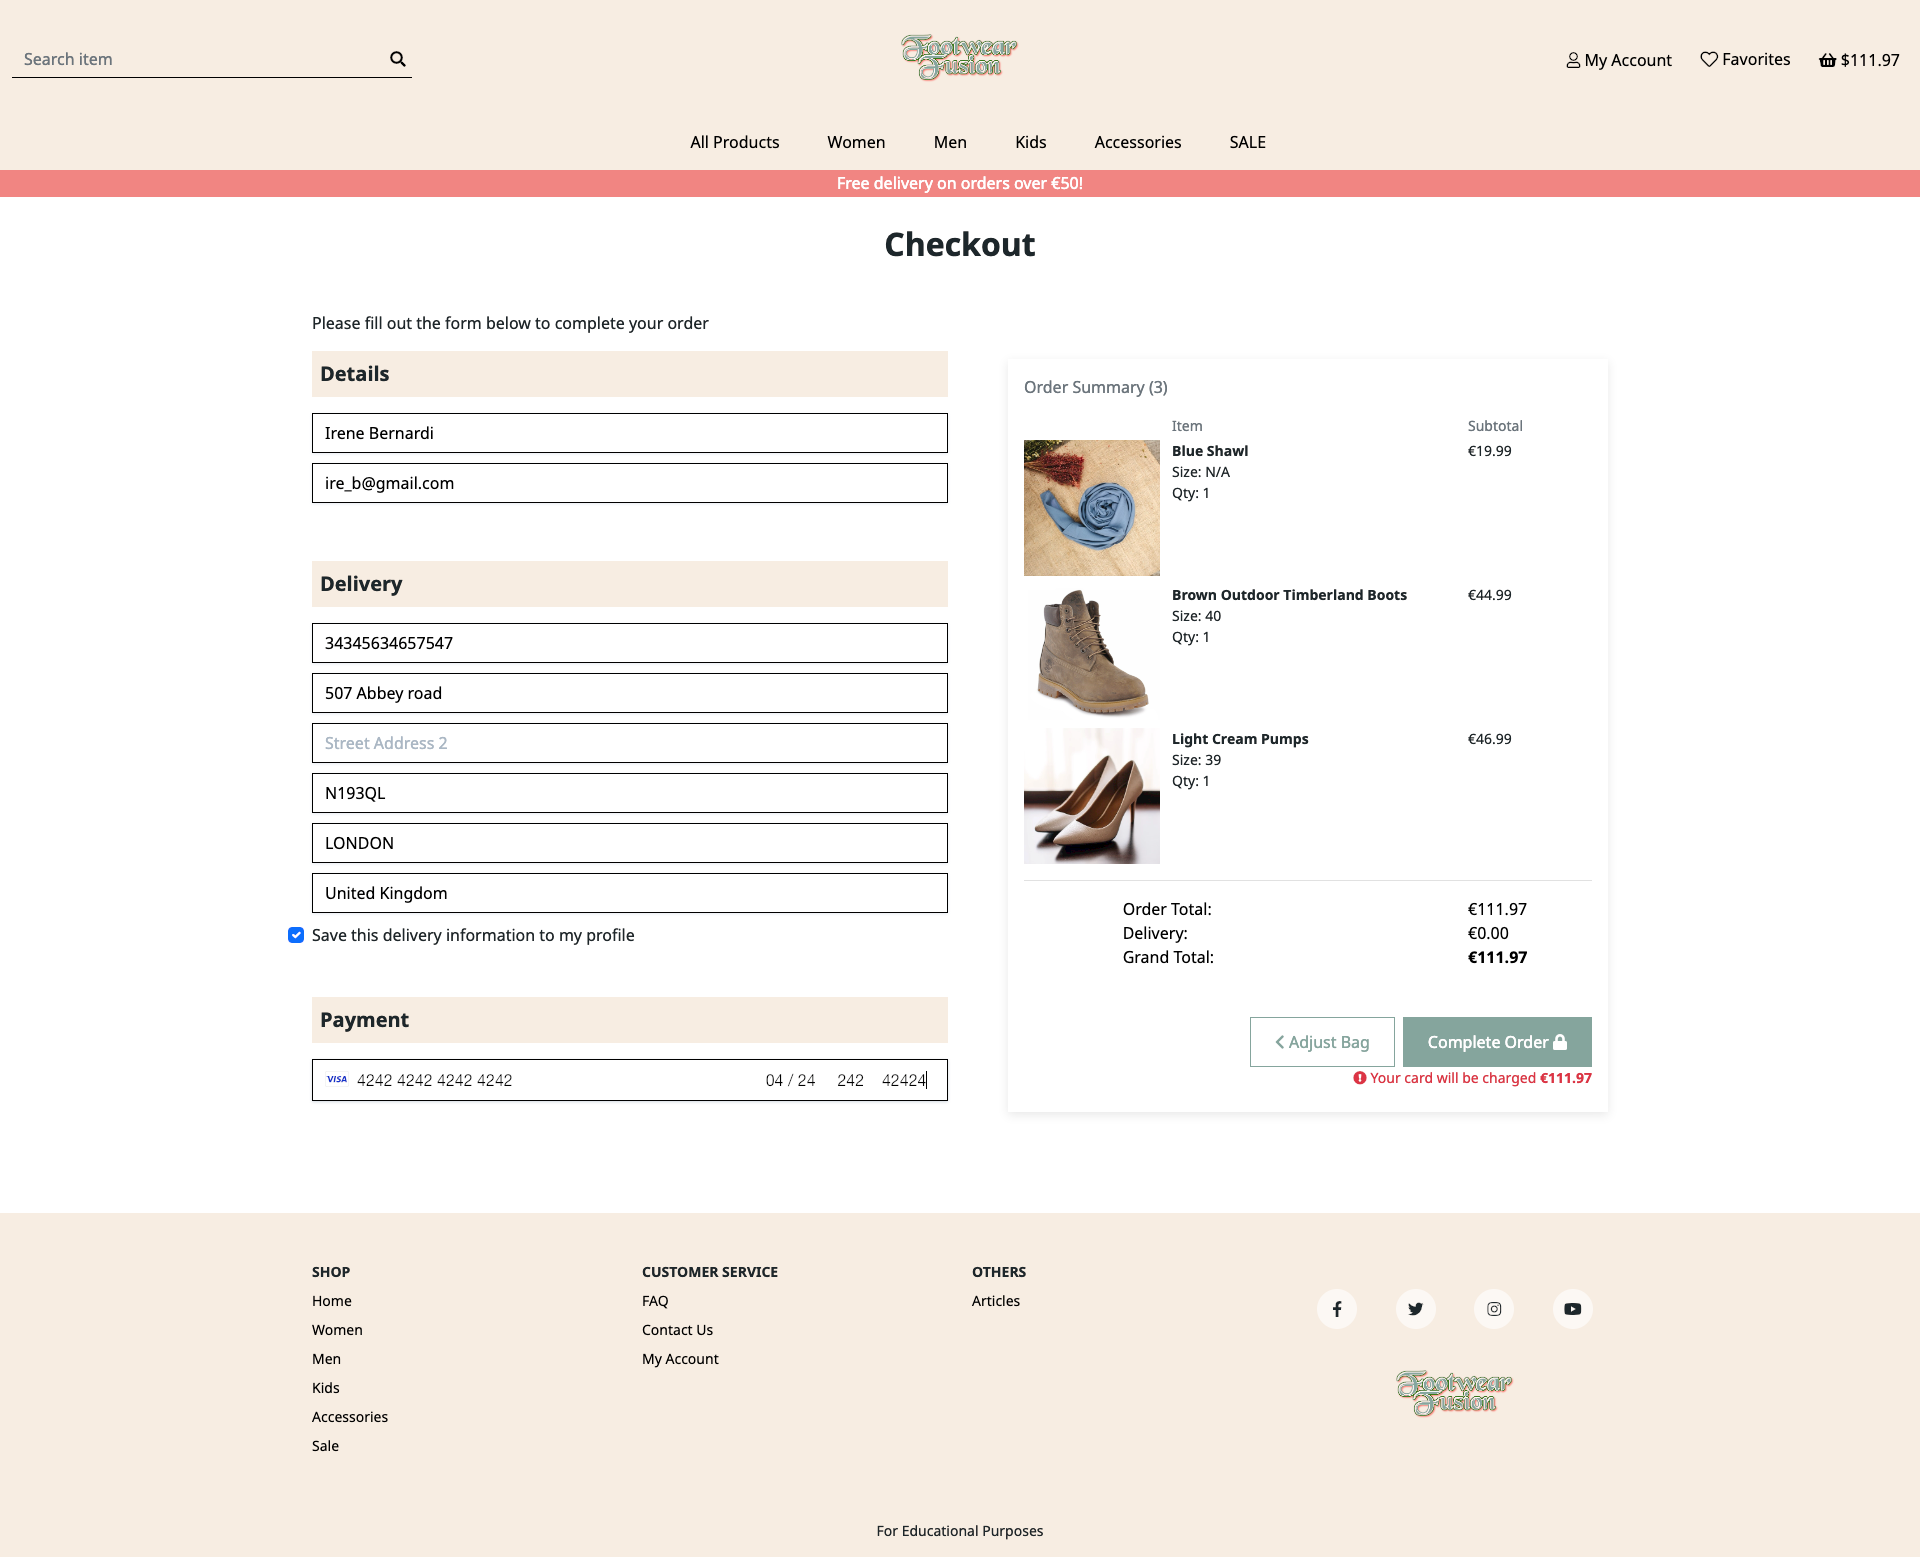 Search item
Footwear
Fusion
My Account
Favorites
$111.97
All Products
Women
Men
Kids
Accessories
SALE
Free delivery on orders over €50!
Checkout
Please fill out the form below to complete your order
Details
Irene Bernardi
ire_b@gmail.com
Delivery
34345634657547
507 Abbey road
Street Address 2
N193QL
LONDON
United Kingdom
Save this delivery information to my profile
Payment
VISA 4242 4242 4242 4242 04 / 24 242 42424
Order Summary (3)
Item Subtotal
Blue Shawl €19.99
Size: N/A
Qty: 1
Brown Outdoor Timberland Boots €44.99
Size: 40
Qty: 1
Light Cream Pumps €46.99
Size: 39
Qty: 1
Order Total: €111.97
Delivery: €0.00
Grand Total: €111.97
Adjust Bag
Complete Order
Your card will be charged €111.97
SHOP
Home
Women
Men
Kids
Accessories
Sale
CUSTOMER SERVICE
FAQ
Contact Us
My Account
OTHERS
Articles
Footwear
Fusion
For Educational Purposes